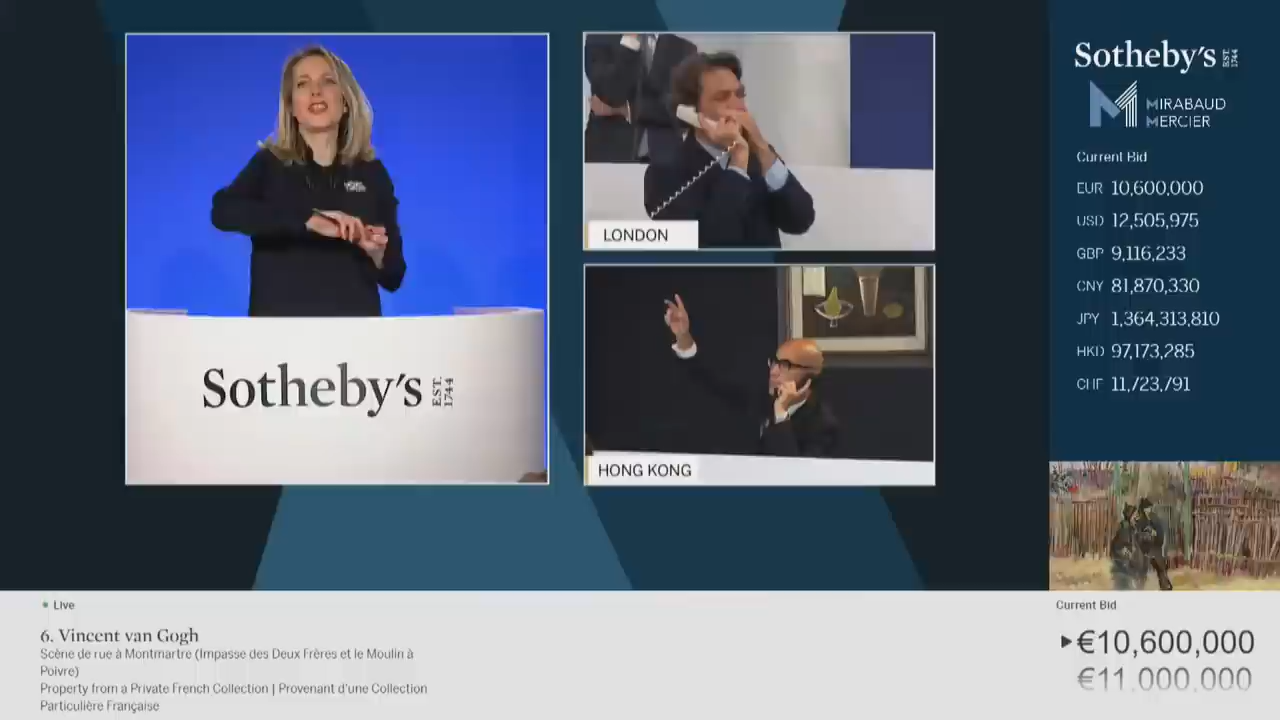 Sotheby's EST. 1744
MIRABAUD
MERCIER
Current Bid
EUR 10,600,000
USD 12,505,975
GBP 9,116,233
CNY 81,870,330
JPY 1,364,313,810
HKD 97,173,285
CHF 11,723,791
LONDON
HONG KONG
Sotheby's EST. 1744
Live
6. Vincent van Gogh
Scène de rue à Montmartre (Impasse des Deux Frères et le Moulin à
Poivre)
Property from a Private French Collection | Provenant d'une Collection
Particulière Française
Current Bid
€10,600,000
€11,000,000